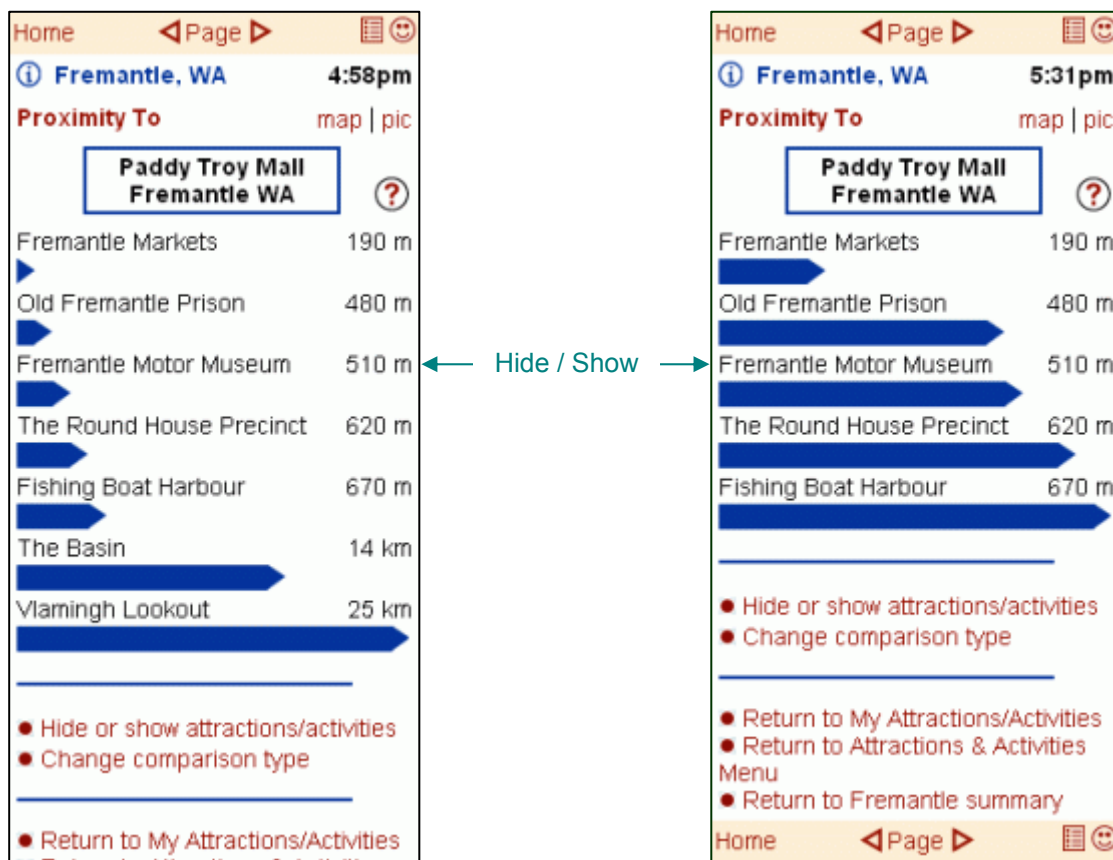 Home Page
Fremantle, WA 4:58pm
Proximity To map | pic
Paddy Troy Mall
Fremantle WA
?
Fremantle Markets 190 m
Old Fremantle Prison 480 m
Fremantle Motor Museum 510 m
The Round House Precinct 620 m
Fishing Boat Harbour 670 m
The Basin 14 km
Vlamingh Lookout 25 km
Hide or show attractions/activities
Change comparison type
Return to My Attractions/Activities
Hide / Show
Home Page
Fremantle, WA 5:31pm
Proximity To map | pic
Paddy Troy Mall
Fremantle WA
?
Fremantle Markets 190 m
Old Fremantle Prison 480 m
Fremantle Motor Museum 510 m
The Round House Precinct 620 m
Fishing Boat Harbour 670 m
Hide or show attractions/activities
Change comparison type
Return to My Attractions/Activities
Return to Attractions & Activities
Menu
Return to Fremantle summary
Home Page